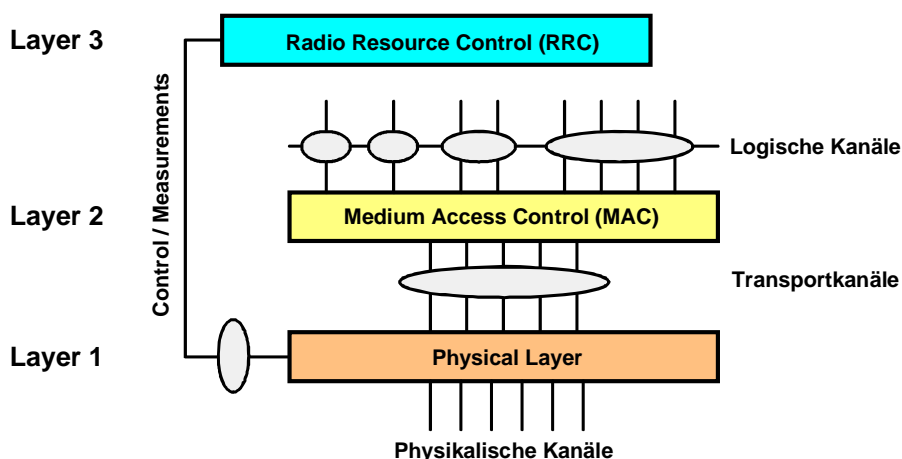 Layer 3
Radio Resource Control (RRC)
Control / Measurements
Logische Kanäle
Layer 2
Medium Access Control (MAC)
Transportkanäle
Layer 1
Physical Layer
Physikalische Kanäle